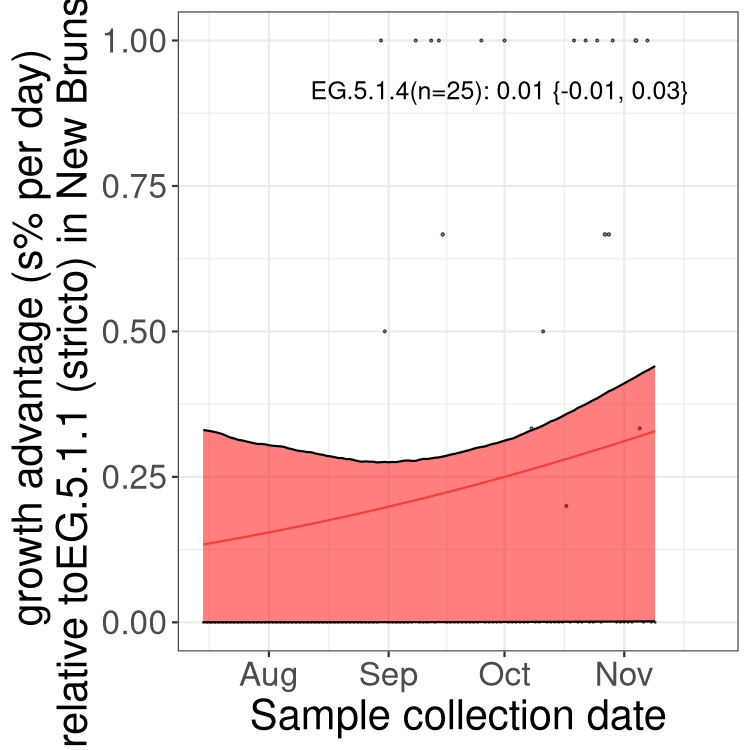 growth advantage (s% per day)
relative toEG.5.1.1 (stricto) in New Bruns
1.00
0.75
0.50
0.25
0.00
EG.5.1.4(n=25): 0.01 {-0.01, 0.03}
Aug Sep Oct Nov
Sample collection date